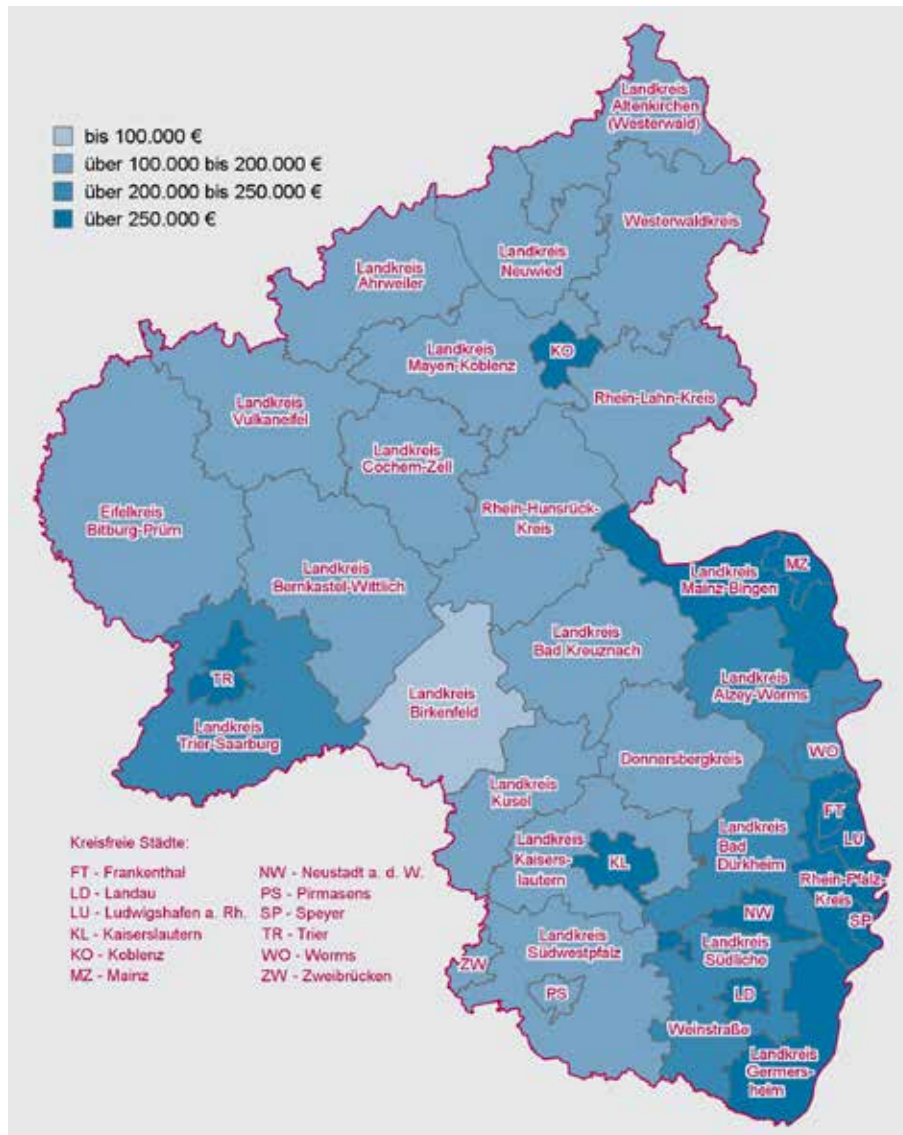 bis 100.000 €
über 100.000 bis 200.000 €
über 200.000 bis 250.000 €
über 250.000 €
Landkreis
Altenkirchen
(Westerwald)
Westerwaldkreis
Landkreis
Neuwied
Landkreis
Ahrweiler
KO
Landkreis
Mayen-Koblenz
Rhein-Lahn-Kreis
Landkreis
Vulkaneifel
Landkreis
Cochem-Zell
Eifelkreis
Bitburg-Prüm
Rhein-Hunsrück-
Kreis
Landkreis
Bernkastel-Wittlich
Landkreis
Mainz-Bingen
MZ
Landkreis
Bad Kreuznach
TR
Landkreis
Alzey-Worms
Landkreis
Birkenfeld
Landkreis
Trier-Saarburg
WO
Donnersbergkreis
Landkreis
Kusel
FT
LU
Landkreis
Kaisers-
lautern
KL
Landkreis
Bad
Dürkheim
Rhein-Pfalz-
Kreis
NW
SP
Landkreis
Südwestpfalz
Landkreis
Südliche
Weinstraße
ZW
PS
LD
Landkreis
Germers-
heim
Kreisfreie Städte:
FT - Frankenthal
LD - Landau
LU - Ludwigshafen a. Rh.
KL - Kaiserslautern
KO - Koblenz
MZ - Mainz
NW - Neustadt a. d. W.
PS - Pirmasens
SP - Speyer
TR - Trier
WO - Worms
ZW - Zweibrücken